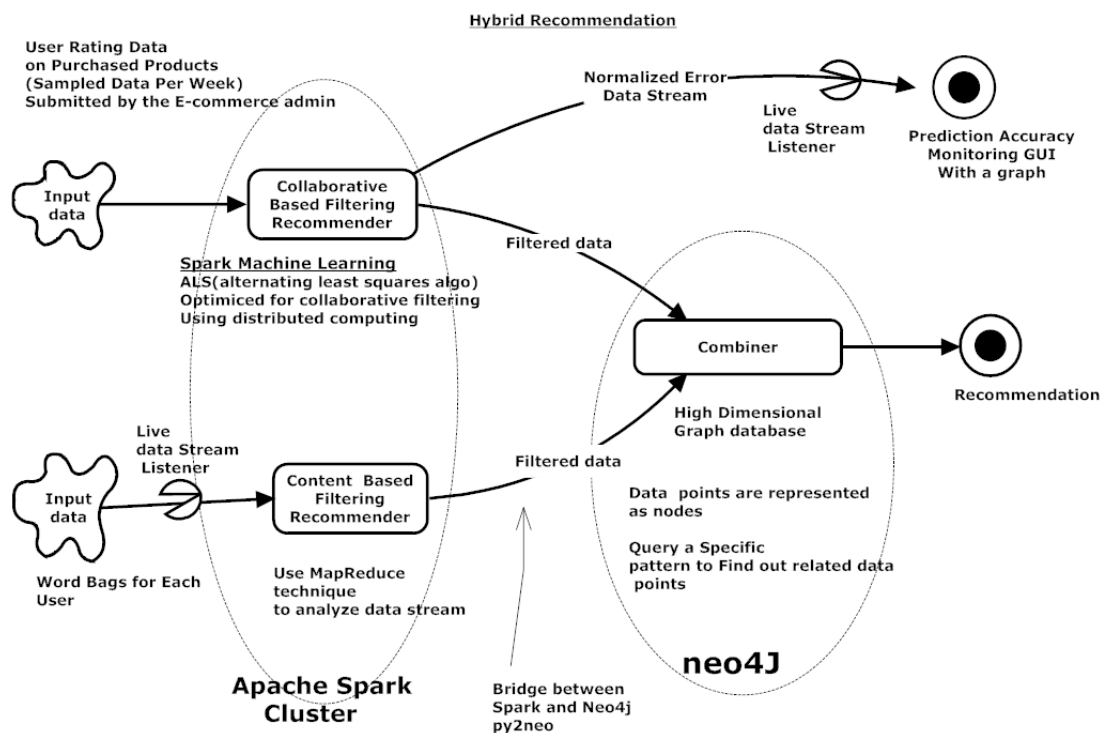 Hybrid Recommendation
User Rating Data
on Purchased Products
(Sampled Data Per Week)
Submitted by the E-commerce admin
Normalized Error
Data Stream
Live
data Stream
Listener
Prediction Accuracy
Monitoring GUI
With a graph
Input
data
Collaborative
Based Filtering
Recommender
Filtered data
Spark Machine Learning
ALS(alternating least squares algo)
Optimiced for collaborative filtering
Using distributed computing
Combiner
Recommendation
High Dimensional
Graph database
Live
data Stream
Listener
Filtered data
Input
data
Content Based
Filtering
Recommender
Data points are represented
as nodes
Query a Specific
pattern to Find out related data
points
Word Bags for Each
User
Use MapReduce
technique
to analyze data stream
neo4J
Apache Spark
Cluster
Bridge between
Spark and Neo4j
py2neo